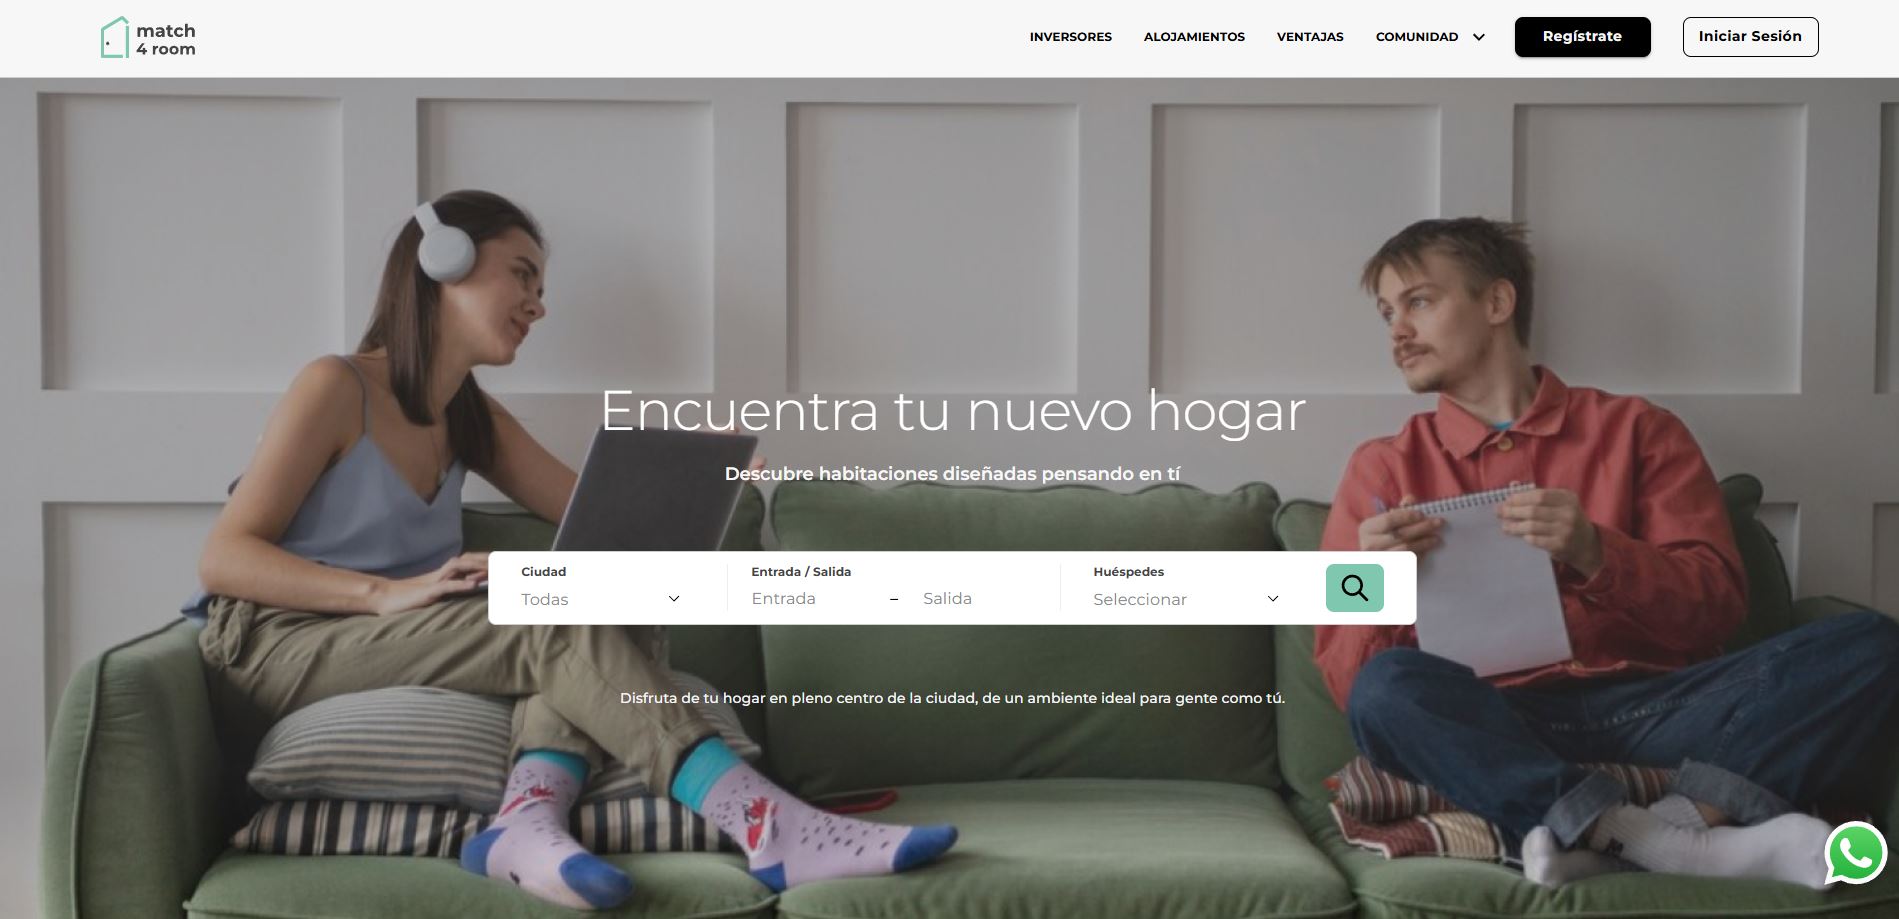 match
4 room
INVERSORES
ALOJAMIENTOS
VENTAJAS
COMUNIDAD
Regístrate
Iniciar Sesión
Encuentra tu nuevo hogar
Descubre habitaciones diseñadas pensando en tí
Ciudad
Todas
Entrada / Salida
Entrada – Salida
Huéspedes
Seleccionar
Disfruta de tu hogar en pleno centro de la ciudad, de un ambiente ideal para gente como tú.